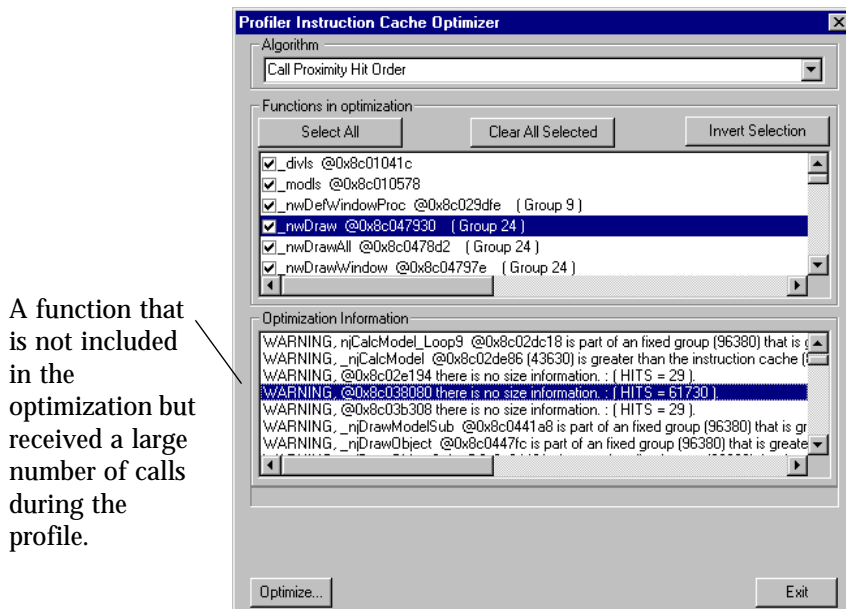 Profiler Instruction Cache Optimizer
Algorithm
Call Proximity Hit Order
Functions in optimization
Select All
Clear All Selected
Invert Selection
_divls @0x8c01041c
_modls @0x8c010578
_nwDefWindowProc @0x8c029dfe ( Group 9 )
_nwDraw @0x8c047930 ( Group 24 )
_nwDrawAll @0x8c0478d2 ( Group 24 )
_nwDrawWindow @0x8c04797e ( Group 24 )
A function that
is not included
in the
optimization but
received a large
number of calls
during the
profile.
Optimization Information
WARNING, njCalcModel_Loop9 @0x8c02dc18 is part of an fixed group (96380) that is
WARNING, _njCalcModel @0x8c02de86 (43630) is greater than the instruction cache
WARNING, @0x8c02e194 there is no size information. : ( HITS = 29 ).
WARNING, @0x8c038080 there is no size information. : ( HITS = 61730 ).
WARNING, @0x8c03b308 there is no size information. : ( HITS = 29 ).
WARNING, _njDrawModelSub @0x8c0441a8 is part of an fixed group (96380) that is gr
WARNING, _njDrawObject @0x8c0447fc is part of an fixed group (96380) that is greate
Optimize...
Exit